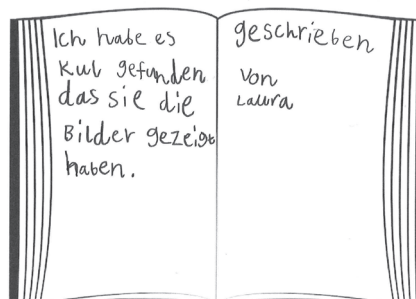 Ich habe es
Kul gefunden
das sie die
Bilder gezeigt
haben.
geschrieben
von
Laura